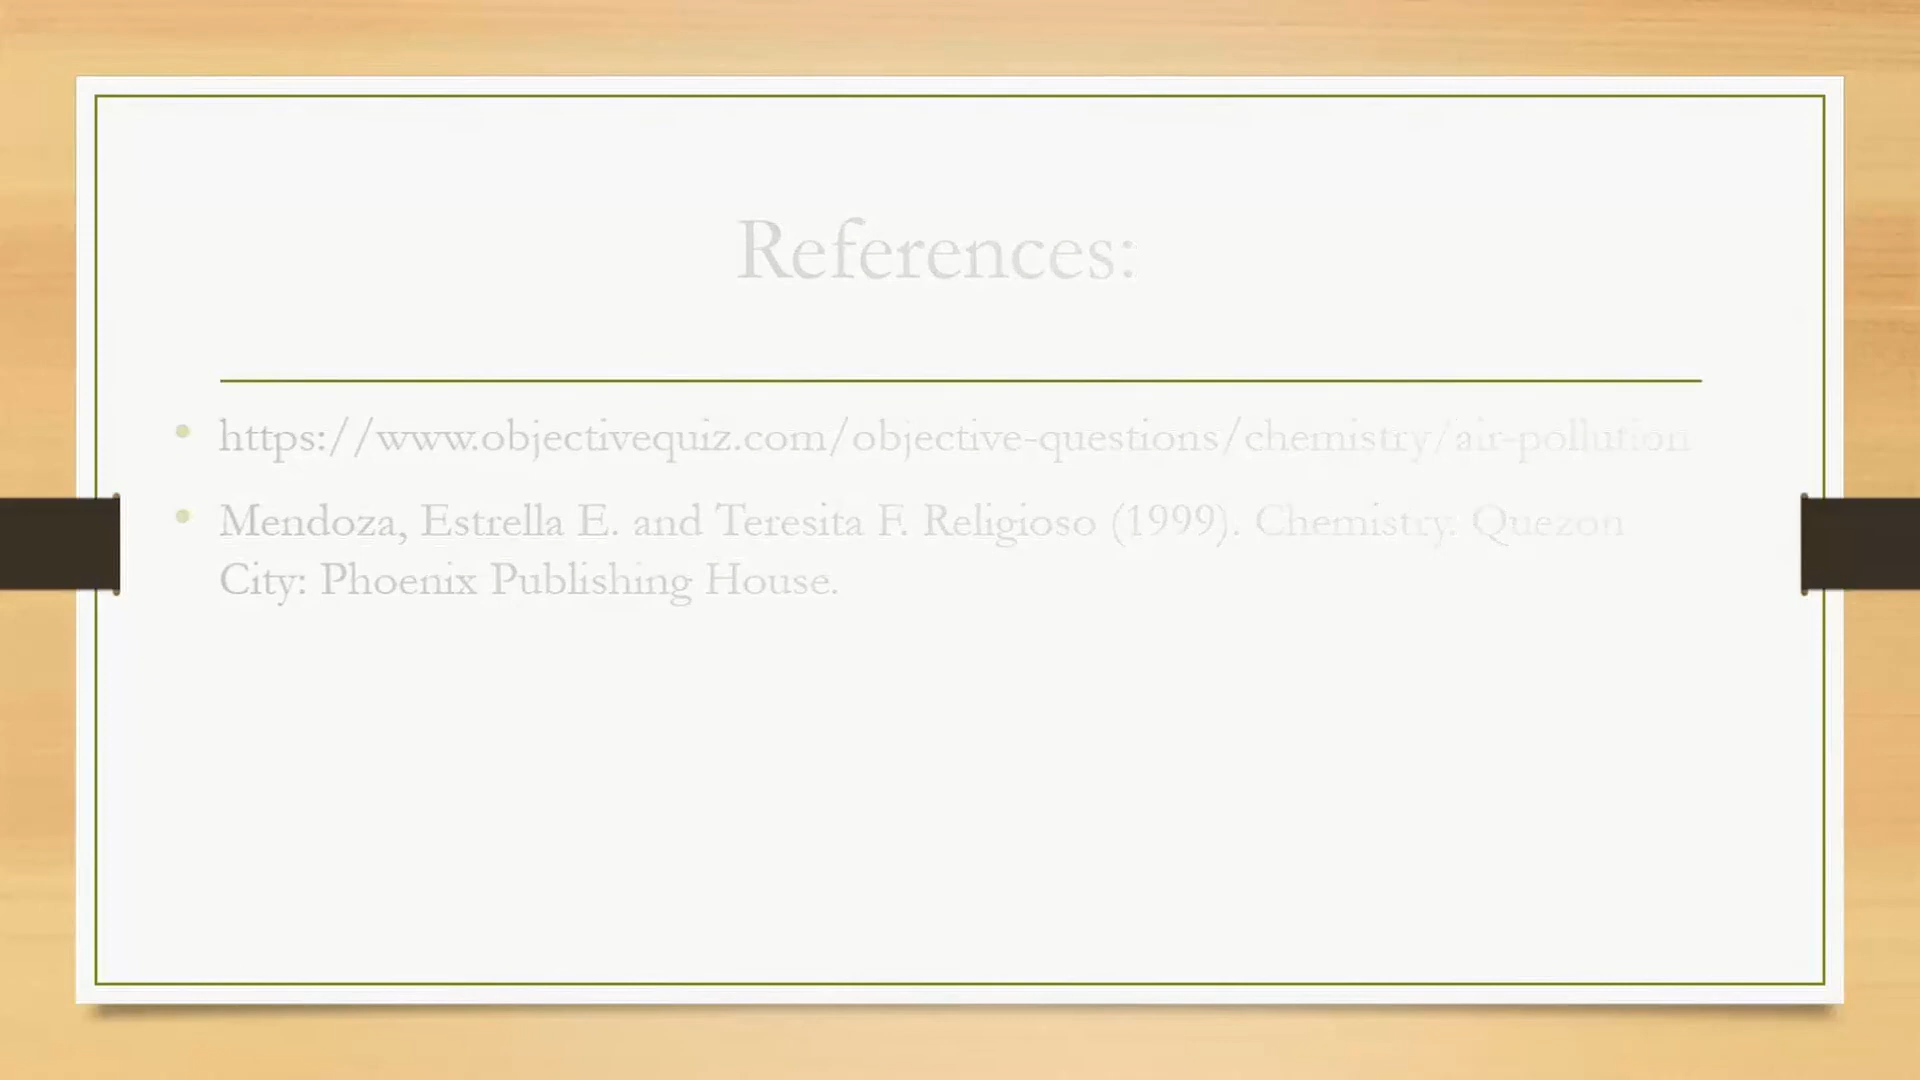 References:
https://www.objectivequiz.com/objective-questions/chemistry/air-pollution
Mendoza, Estrella E. and Teresita F. Religioso (1999). Chemistry. Quezon
City: Phoenix Publishing House.